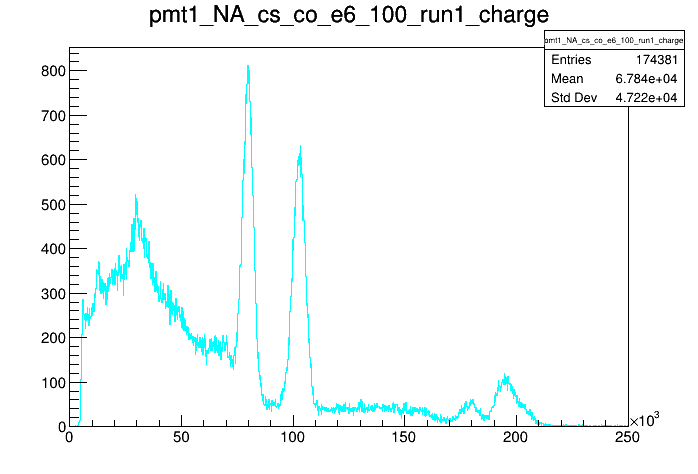 pmt1_NA_cs_co_e6_100_run1_charge
pmt1_NA_cs_co_e6_100_run1_charge
Entries 174381
Mean 6.784e+04
Std Dev 4.722e+04
800
700
600
500
400
300
200
100
0
0 50 100 150 200 250
×10³